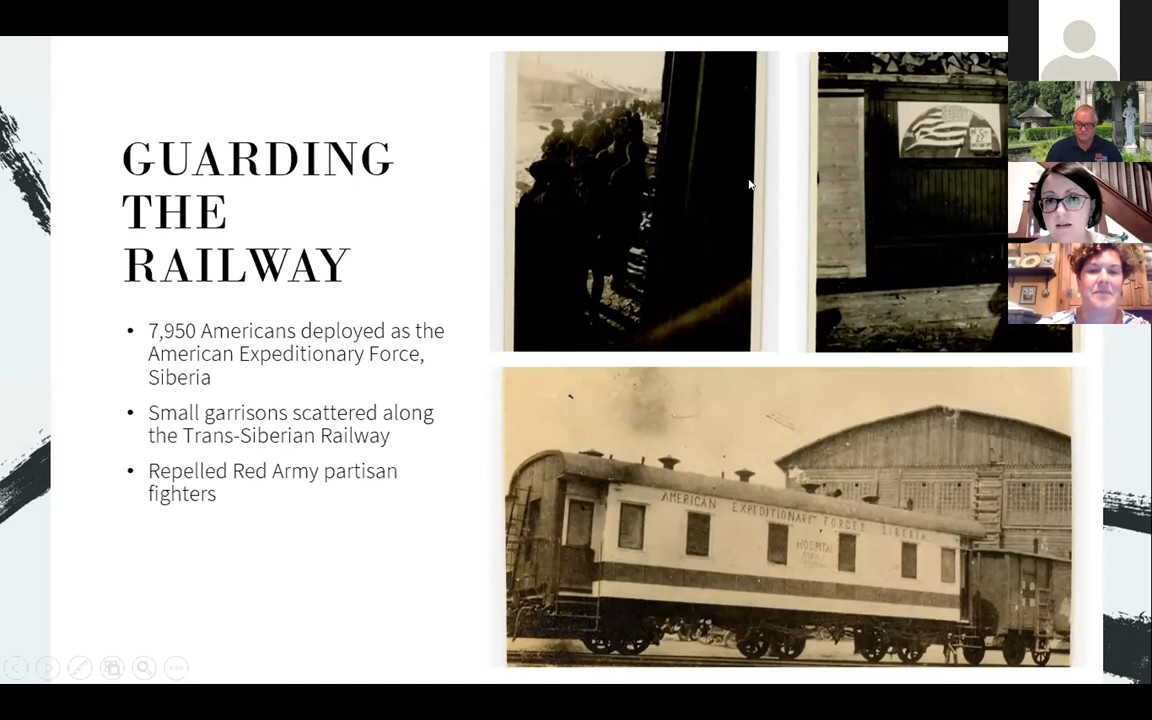 GUARDING
THE
RAILWAY
• 7,950 Americans deployed as the
American Expeditionary Force,
Siberia
• Small garrisons scattered along
the Trans-Siberian Railway
• Repelled Red Army partisan
fighters
AMERICAN EXPEDITIONARY FORCES SIBERIA
HOSPITAL